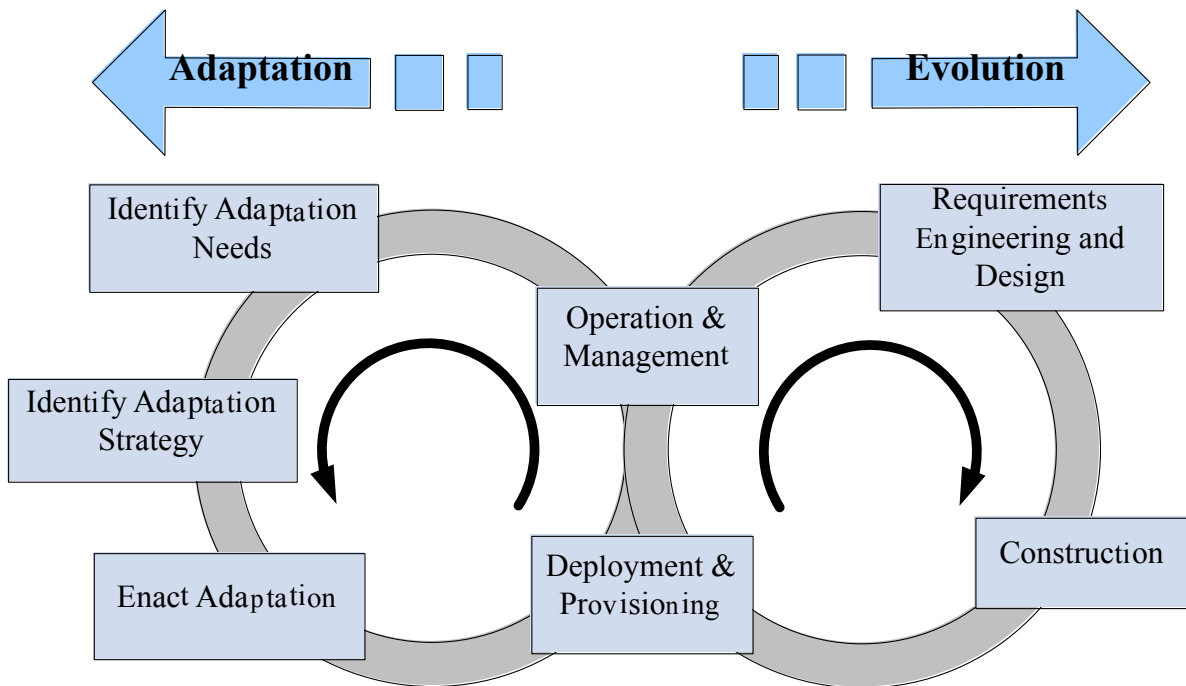 Adaptation
Evolution
Identify Adaptation
Needs
Requirements
Engineering and
Design
Operation &
Management
Identify Adaptation
Strategy
Construction
Deployment &
Provisioning
Enact Adaptation